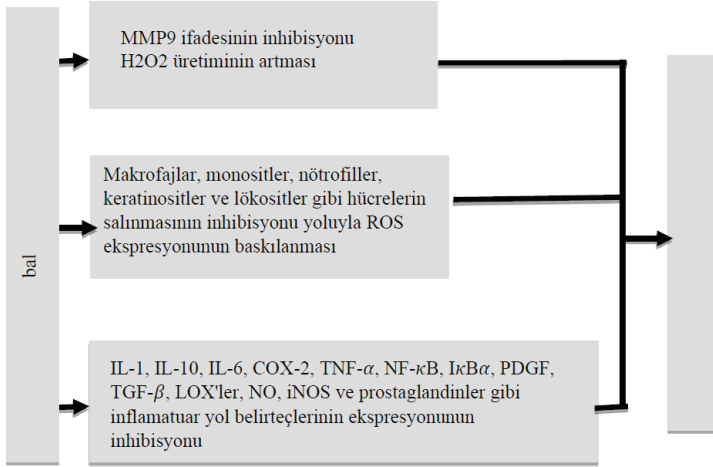 MMP9 ifadesinin inhibisyonu
H2O2 üretiminin artması
Makrofajlar, monositler, nötrofiller,
keratinositler ve lökositler gibi hücrelerin
salınmasının inhibisyonu yoluyla ROS
ekspresyonunun baskılanması
bal
IL-1, IL-10, IL-6, COX-2, TNF-α, NF-κB, IκBα, PDGF,
TGF-β, LOX'ler, NO, iNOS ve prostaglandinler gibi
inflamatuar yol belirteçlerinin ekspresyonunun
inhibisyonu